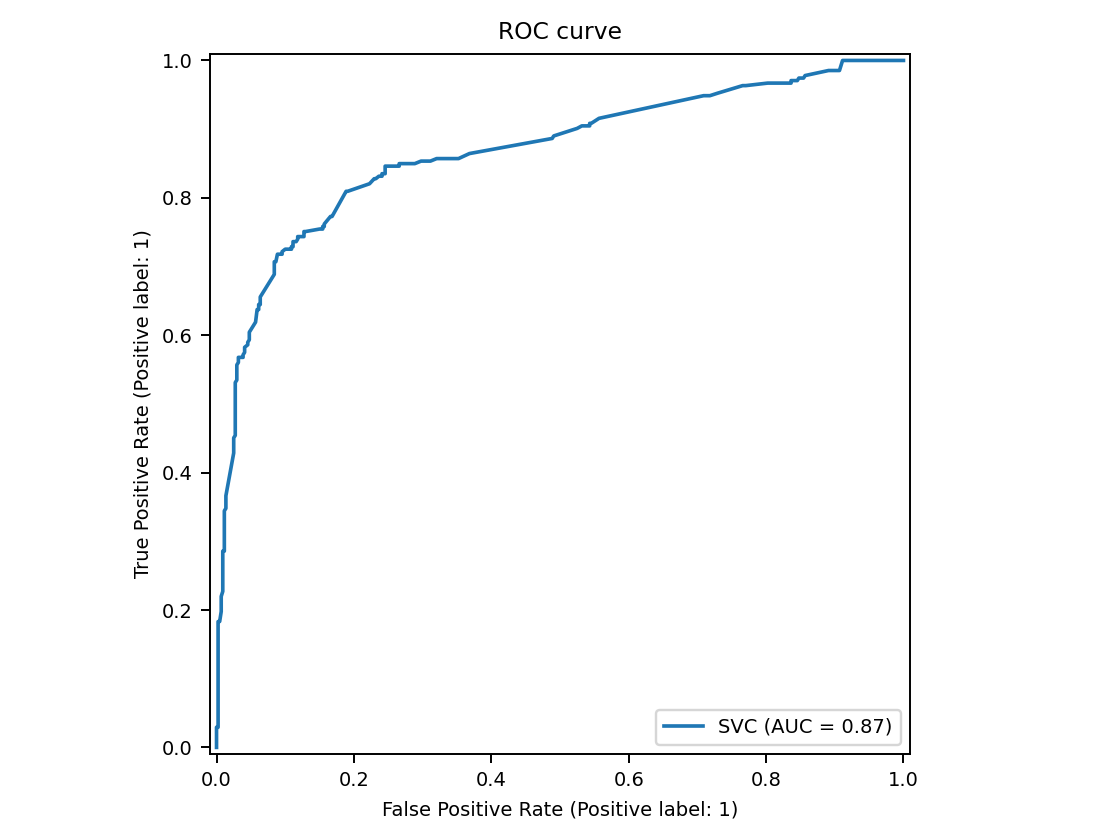 ROC curve
1.0
0.8
0.6
0.4
0.2
0.0
True Positive Rate (Positive label: 1)
SVC (AUC = 0.87)
0.0 0.2 0.4 0.6 0.8 1.0
False Positive Rate (Positive label: 1)